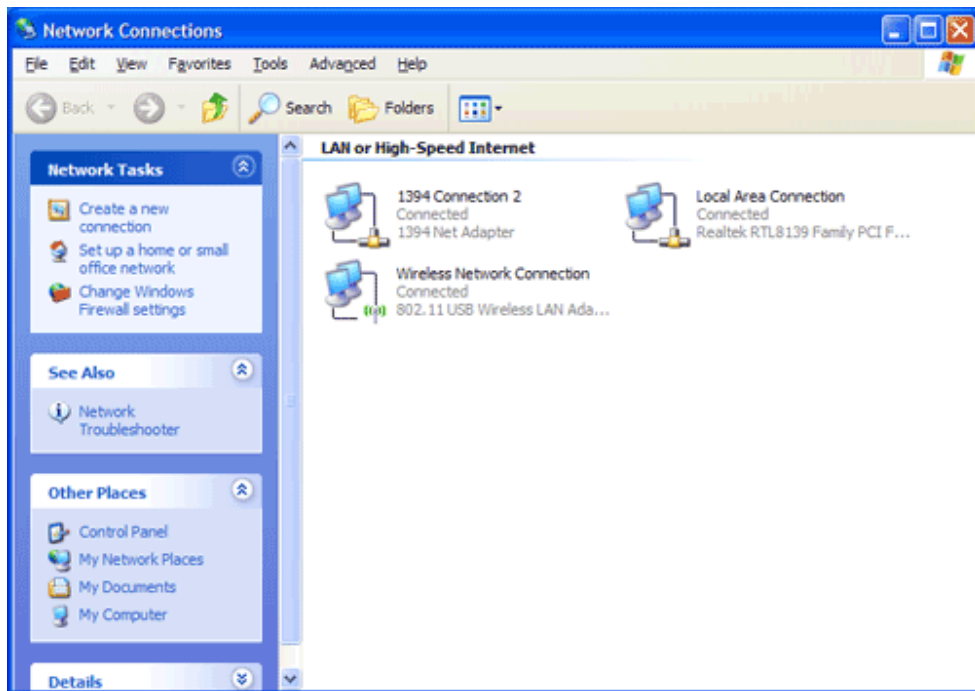 Network Connections
File Edit View Favorites Tools Advanced Help
Back Search Folders
Network Tasks
Create a new
connection
Set up a home or small
office network
Change Windows
Firewall settings
See Also
Network
Troubleshooter
Other Places
Control Panel
My Network Places
My Documents
My Computer
Details
LAN or High-Speed Internet
1394 Connection 2
Connected
1394 Net Adapter
Local Area Connection
Connected
Realtek RTL8139 Family PCI F...
Wireless Network Connection
Connected
802.11 USB Wireless LAN Ada...